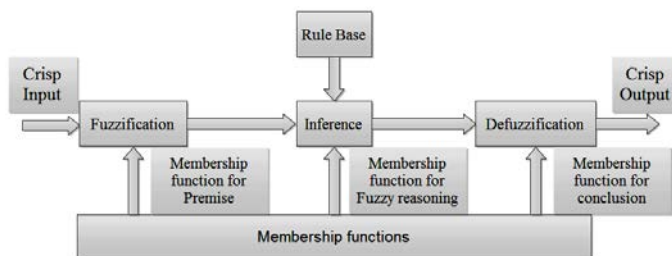 Rule Base
Crisp
Input
Fuzzification
Inference
Defuzzification
Crisp
Output
Membership
function for
Premise
Membership
function for
Fuzzy reasoning
Membership
function for
conclusion
Membership functions